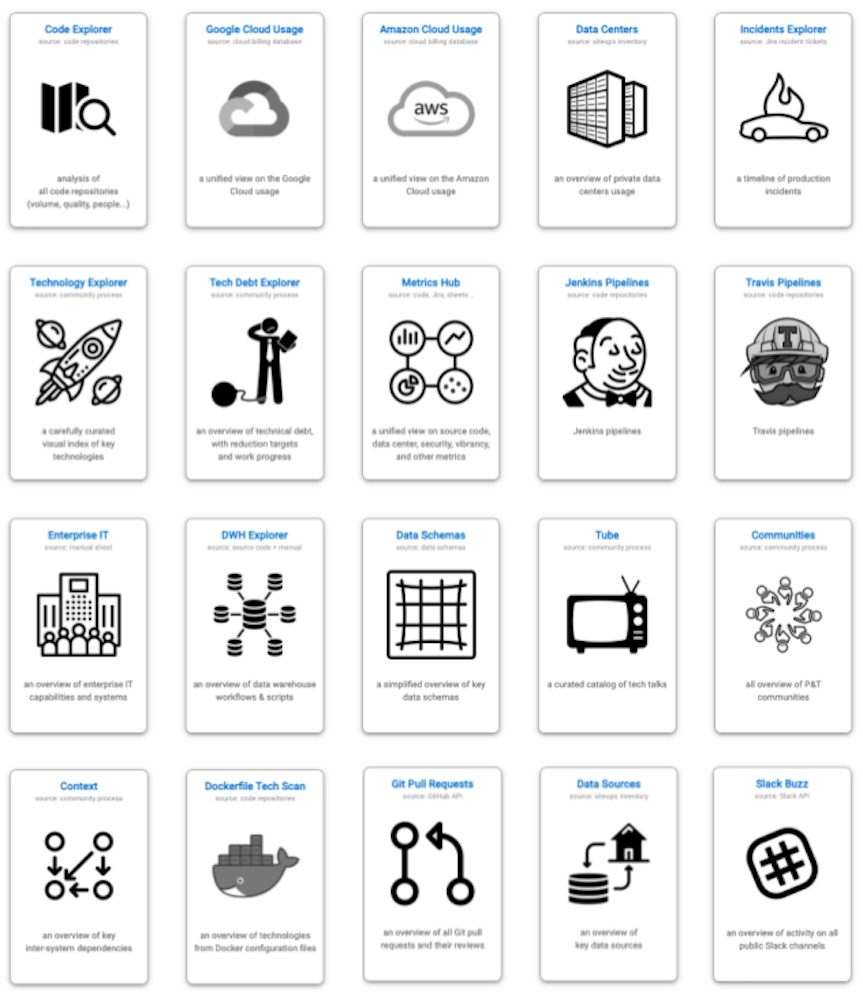 Code Explorer
source: code repositories
analysis of
all code repositories
(volume, quality, people...)
Google Cloud Usage
source: cloud billing database
a unified view on the Google
Cloud usage
Amazon Cloud Usage
source: cloud billing database
aws
a unified view on the Amazon
Cloud usage
Data Centers
source: siteops inventory
an overview of private data
centers usage
Incidents Explorer
source: Jira incident tickets
a timeline of production
incidents
Technology Explorer
source: community process
a carefully curated
visual index of key
technologies
Tech Debt Explorer
source: community process
an overview of technical debt,
with reduction targets
and work progress
Metrics Hub
source: code, Jira, sheets...
a unified view on source code,
data center, security, vibrancy,
and other metrics
Jenkins Pipelines
source: code repositories
Jenkins pipelines
Travis Pipelines
source: code repositories
T
Travis pipelines
Enterprise IT
source: manual sheet
an overview of enterprise IT
capabilities and systems
DWH Explorer
source: source code + manual
an overview of data warehouse
workflows & scripts
Data Schemas
source: data schemas
a simplified overview of key
data schemas
Tube
source: community process
a curated catalog of tech talks
Communities
source: community process
all overview of P&T
communities
Context
source: community process
an overview of key
inter-system dependencies
Dockerfile Tech Scan
source: code repositories
an overview of technologies
from Docker configuration files
Git Pull Requests
source: GitHub API
an overview of all Git pull
requests and their reviews
Data Sources
source: siteops inventory
an overview of
key data sources
Slack Buzz
source: Slack API
an overview of activity on all
public Slack channels